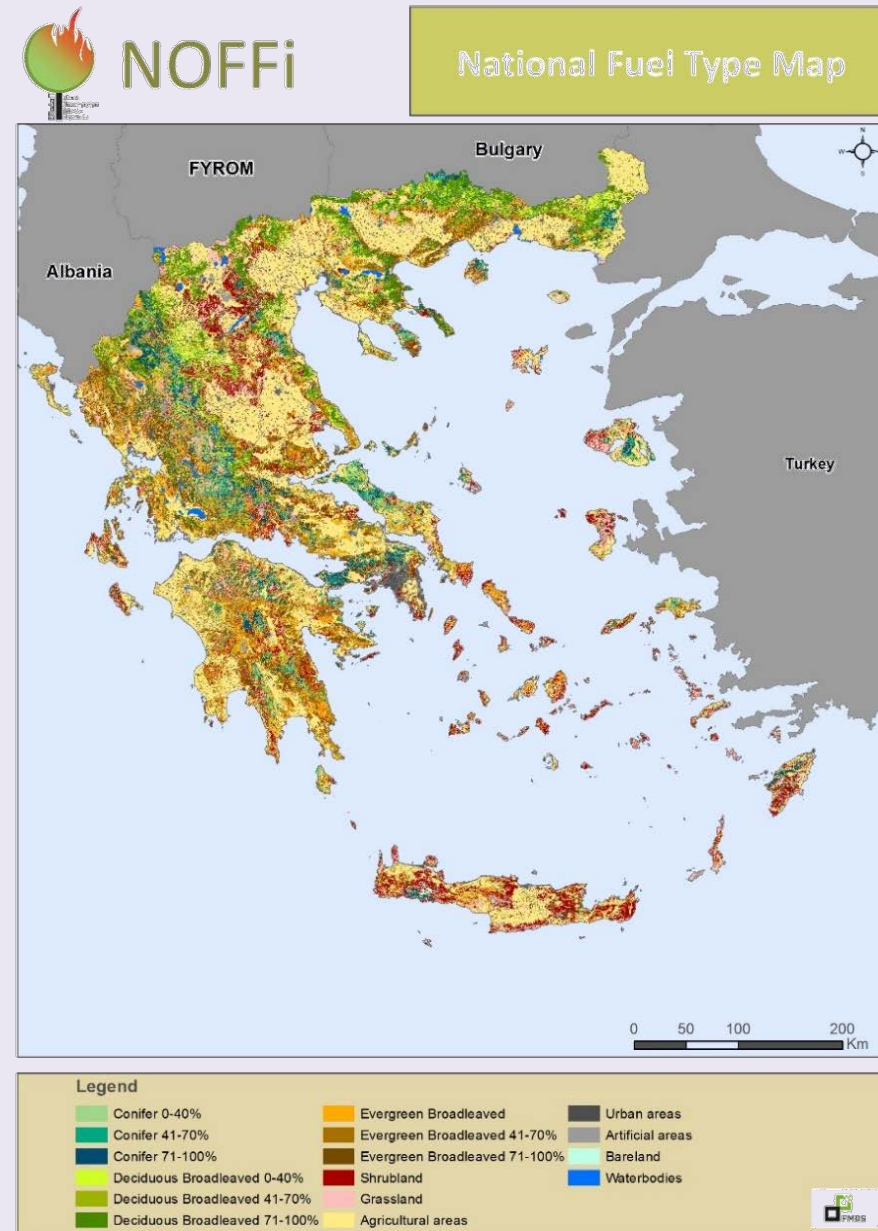 NOFFi
National Fuel Type Map
N
W
S
Bulgary
FYROM
Albania
Turkey
0 50 100 200
Km
Legend
Conifer 0-40%
Conifer 41-70%
Conifer 71-100%
Deciduous Broadleaved 0-40%
Deciduous Broadleaved 41-70%
Deciduous Broadleaved 71-100%
Evergreen Broadleaved
Evergreen Broadleaved 41-70%
Evergreen Broadleaved 71-100%
Shrubland
Grassland
Agricultural areas
Urban areas
Artificial areas
Bareland
Waterbodies
FMDS